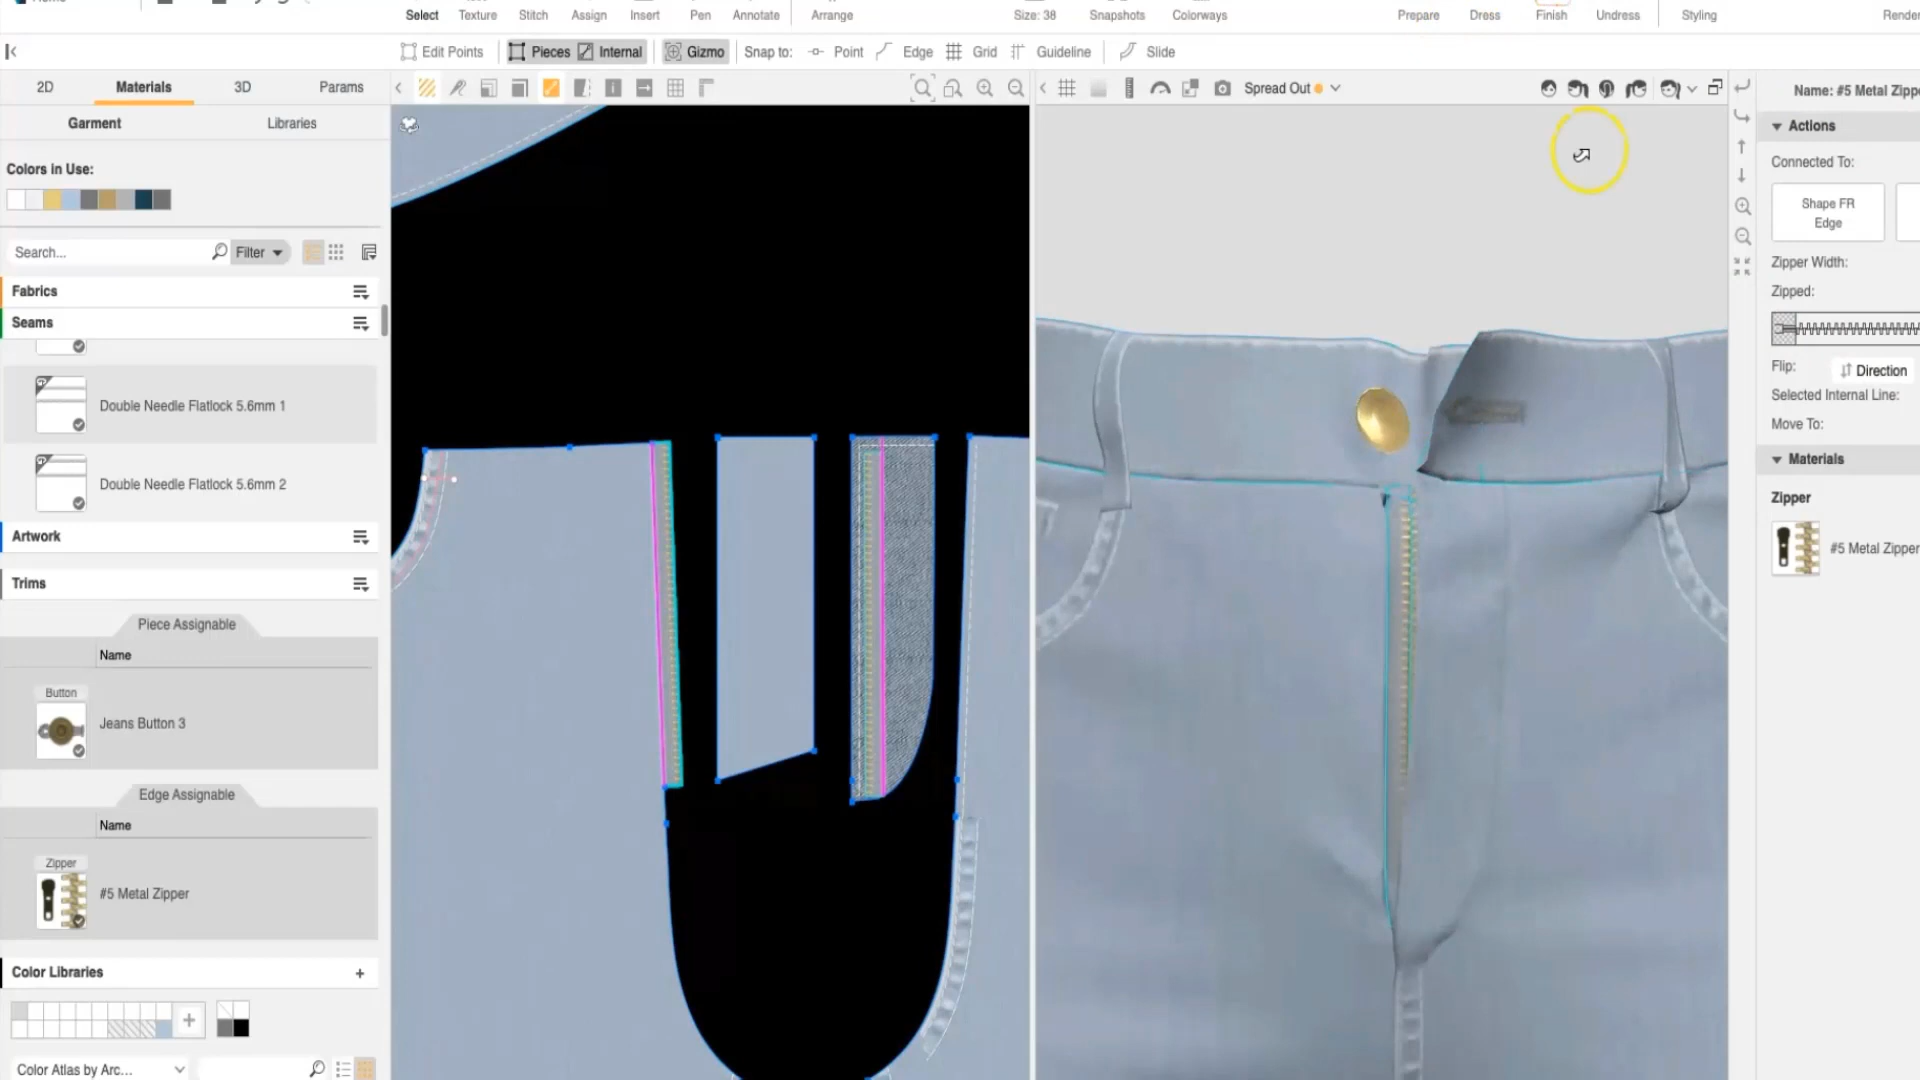 Select Texture Stitch Assign Insert Pen Annotate Arrange Size: 38 Snapshots Colorways Prepare Dress Finish Undress Styling Render
Edit Points Pieces Internal Gizmo Snap to: Point Edge Grid Guideline Slide
2D Materials 3D Params
Spread Out
Name: #5 Metal Zippe
Garment Libraries
Actions
Colors in Use:
Connected To:
Shape FR
Edge
Search... Filter
Zipper Width:
Fabrics
Zipped:
Seams
Flip: Direction
Selected Internal Line:
Double Needle Flatlock 5.6mm 1
Move To:
Materials
Double Needle Flatlock 5.6mm 2
Zipper
Artwork
#5 Metal Zipper
Trims
Piece Assignable
Name
Button
Jeans Button 3
Edge Assignable
Name
Zipper
#5 Metal Zipper
Color Libraries
Color Atlas by Arc...